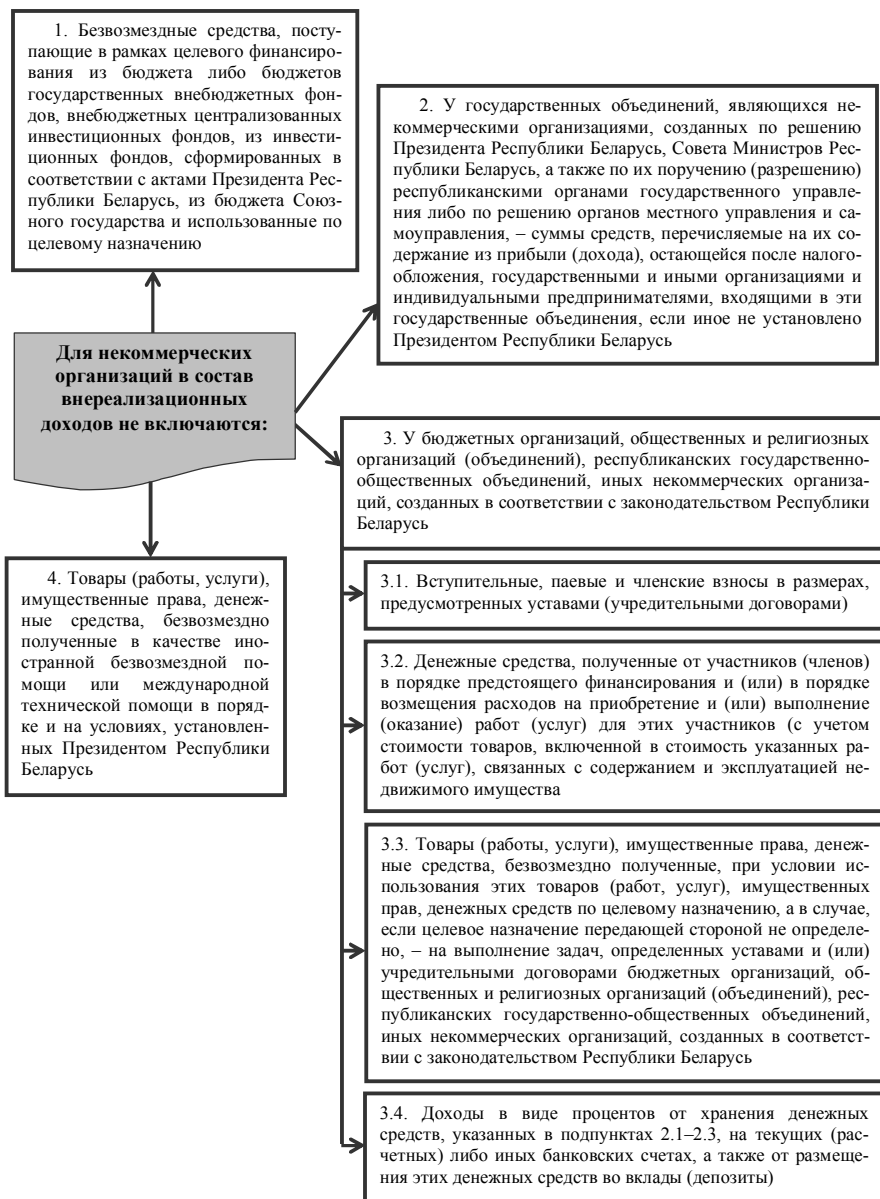 1. Безвозмездные средства, посту-
пающие в рамках целевого финансиро-
вания из бюджета либо бюджетов
государственных внебюджетных фон-
дов, внебюджетных централизованных
инвестиционных фондов, из инвести-
ционных фондов, сформированных в
соответствии с актами Президента Рес-
публики Беларусь, из бюджета Союз-
ного государства и использованные по
целевому назначению
2. У государственных объединений, являющихся не-
коммерческими организациями, созданных по решению
Президента Республики Беларусь, Совета Министров Рес-
публики Беларусь, а также по их поручению (разрешению)
республиканскими органами государственного управле-
ния либо по решению органов местного управления и са-
моуправления, – суммы средств, перечисляемые на их со-
держание из прибыли (дохода), остающейся после налого-
обложения, государственными и иными организациями и
индивидуальными предпринимателями, входящими в эти
государственные объединения, если иное не установлено
Президентом Республики Беларусь
Для некоммерческих
организаций в состав
внереализационных
доходов не включаются:
3. У бюджетных организаций, общественных и религиозных
организаций (объединений), республиканских государственно-
общественных объединений, иных некоммерческих организа-
ций, созданных в соответствии с законодательством Республики
Беларусь
4. Товары (работы, услуги),
имущественные права, денеж-
ные средства, безвозмездно
полученные в качестве ино-
странной безвозмездной по-
мощи или международной
технической помощи в поряд-
ке и на условиях, установлен-
ных Президентом Республики
Беларусь
3.1. Вступительные, паевые и членские взносы в размерах,
предусмотренных уставами (учредительными договорами)
3.2. Денежные средства, полученные от участников (членов)
в порядке предстоящего финансирования и (или) в порядке
возмещения расходов на приобретение и (или) выполнение
(оказание) работ (услуг) для этих участников (с учетом
стоимости товаров, включенной в стоимость указанных ра-
бот (услуг), связанных с содержанием и эксплуатацией не-
движимого имущества
3.3. Товары (работы, услуги), имущественные права, денеж-
ные средства, безвозмездно полученные, при условии ис-
пользования этих товаров (работ, услуг), имущественных
прав, денежных средств по целевому назначению, а в случае,
если целевое назначение передающей стороной не определе-
но, – на выполнение задач, определенных уставами и (или)
учредительными договорами бюджетных организаций, об-
щественных и религиозных организаций (объединений), рес-
публиканских государственно-общественных объединений,
иных некоммерческих организаций, созданных в соответст-
вии с законодательством Республики Беларусь
3.4. Доходы в виде процентов от хранения денежных
средств, указанных в подпунктах 2.1–2.3, на текущих (рас-
четных) либо иных банковских счетах, а также от размеще-
ния этих денежных средств во вклады (депозиты)